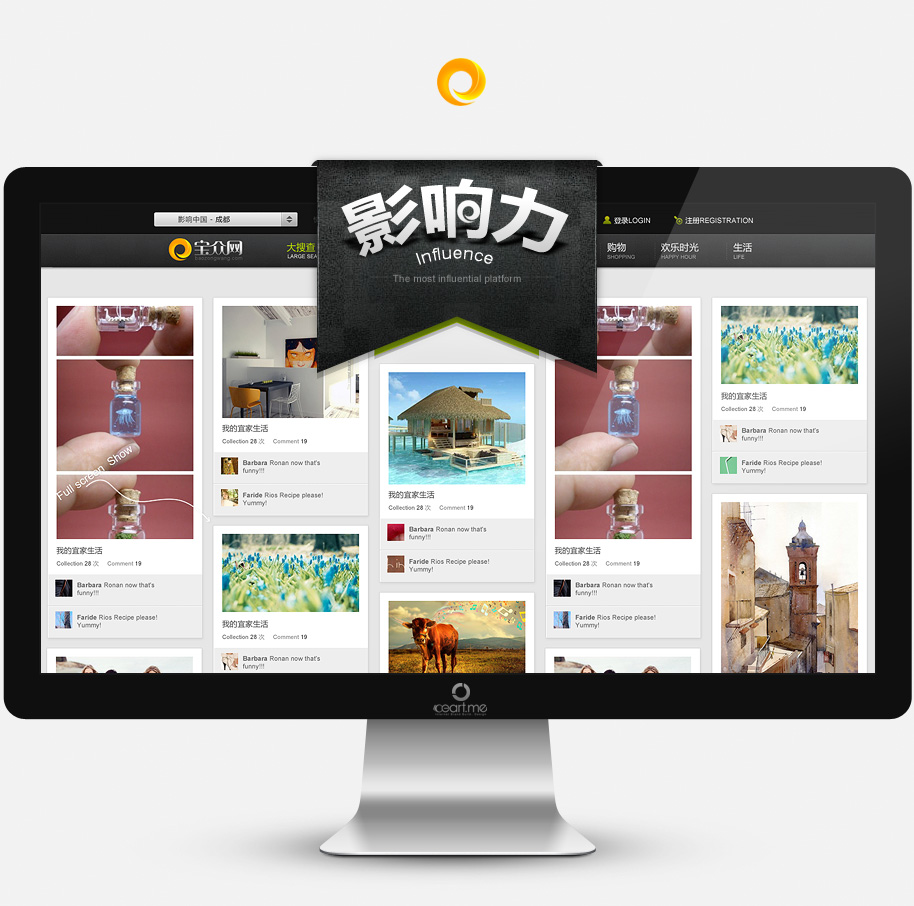 影响力
Influence
The most influential platform
影响中国 - 成都
登录LOGIN
注册REGISTRATION
宝众网
大搜查
LARGE SEA
购物
SHOPPING
欢乐时光
HAPPY HOUR
生活
LIFE
Full screen Show
我的宜家生活
Collection 28 次 Comment 19
Barbara Ronan now that's
funny!!!
Faride Rios Recipe please!
Yummy!
我的宜家生活
Collection 28 次 Comment 19
Barbara Ronan now that's
funny!!!
Faride Rios Recipe please!
Yummy!
我的宜家生活
Collection 28 次 Comment 19
Barbara Ronan now that's
funny!!!
我的宜家生活
Collection 28 次 Comment 19
Barbara Ronan now that's
funny!!!
Faride Rios Recipe please!
Yummy!
我的宜家生活
Collection 28 次 Comment 19
Barbara Ronan now that's
funny!!!
Faride Rios Recipe please!
Yummy!
我的宜家生活
Collection 28 次 Comment 19
Barbara Ronan now that's
funny!!!
Faride Rios Recipe please!
Yummy!
ceart.me